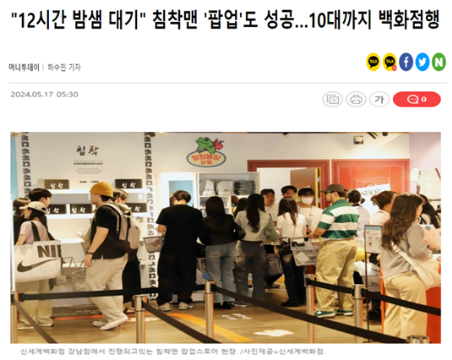 "12시간 밤샘 대기" 침착맨 '팝업'도 성공...10대까지 백화점행
머니투데이 | 하수민 기자
2024.05.17 05:30
가
0
침착
신세계백화점 강남점에서 진행되고있는 침착맨 팝업스토어 현장. /사진제공=신세계백화점.